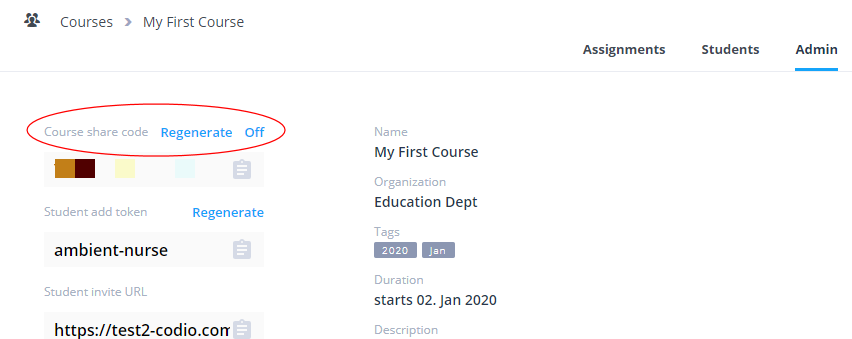 Courses > My First Course
Assignments Students Admin
Course share code Regenerate Off
Student add token Regenerate
ambient-nurse
Student invite URL
https://test2-codio.com
Name
My First Course
Organization
Education Dept
Tags
2020 Jan
Duration
starts 02. Jan 2020
Description